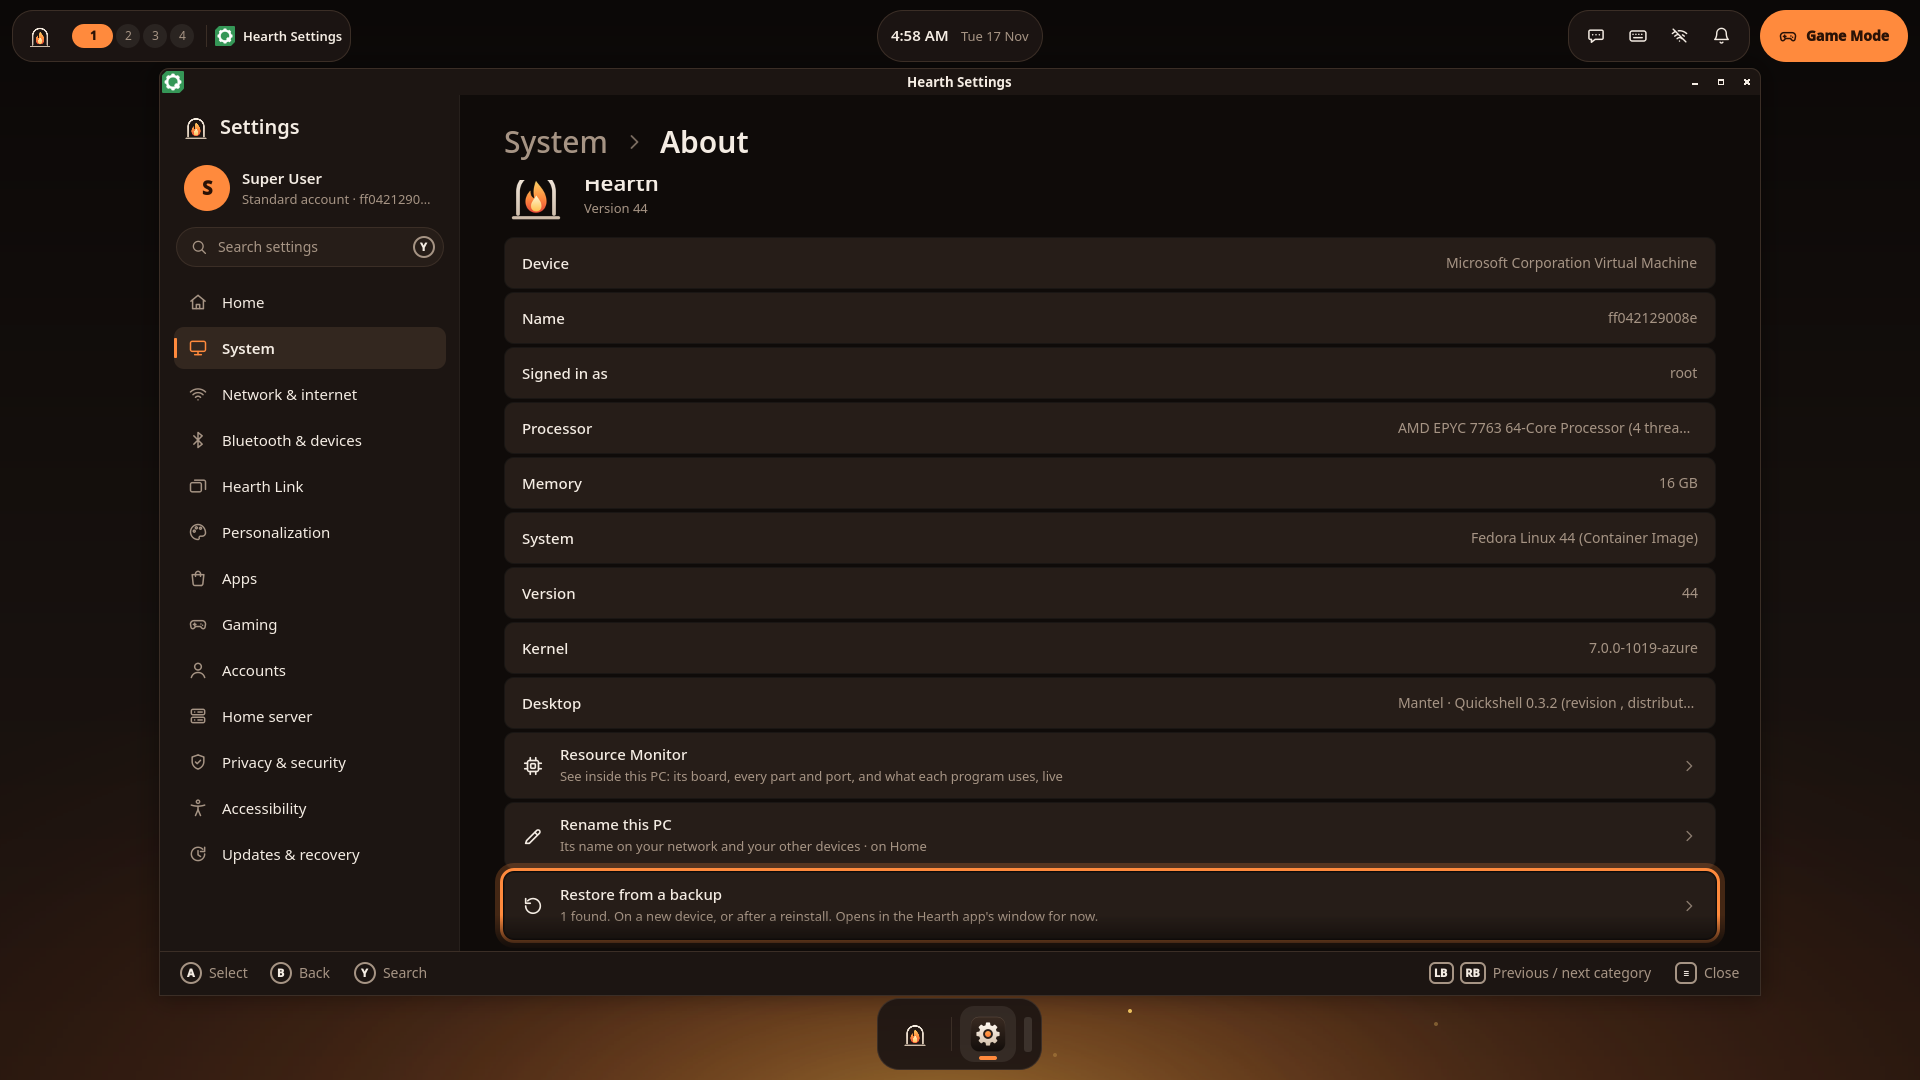 1 2 3 4 Hearth Settings
4:58 AM Tue 17 Nov
Game Mode
Hearth Settings
Settings
Super User
Standard account · ff0421290...
Search settings Y
Home
System
Network & internet
Bluetooth & devices
Hearth Link
Personalization
Apps
Gaming
Accounts
Home server
Privacy & security
Accessibility
Updates & recovery
System > About
Hearth
Version 44
Device Microsoft Corporation Virtual Machine
Name ff042129008e
Signed in as root
Processor AMD EPYC 7763 64-Core Processor (4 threa...
Memory 16 GB
System Fedora Linux 44 (Container Image)
Version 44
Kernel 7.0.0-1019-azure
Desktop Mantel · Quickshell 0.3.2 (revision , distribut...
Resource Monitor
See inside this PC: its board, every part and port, and what each program uses, live
Rename this PC
Its name on your network and your other devices · on Home
Restore from a backup
1 found. On a new device, or after a reinstall. Opens in the Hearth app's window for now.
A Select B Back Y Search
LB RB Previous / next category ≡ Close